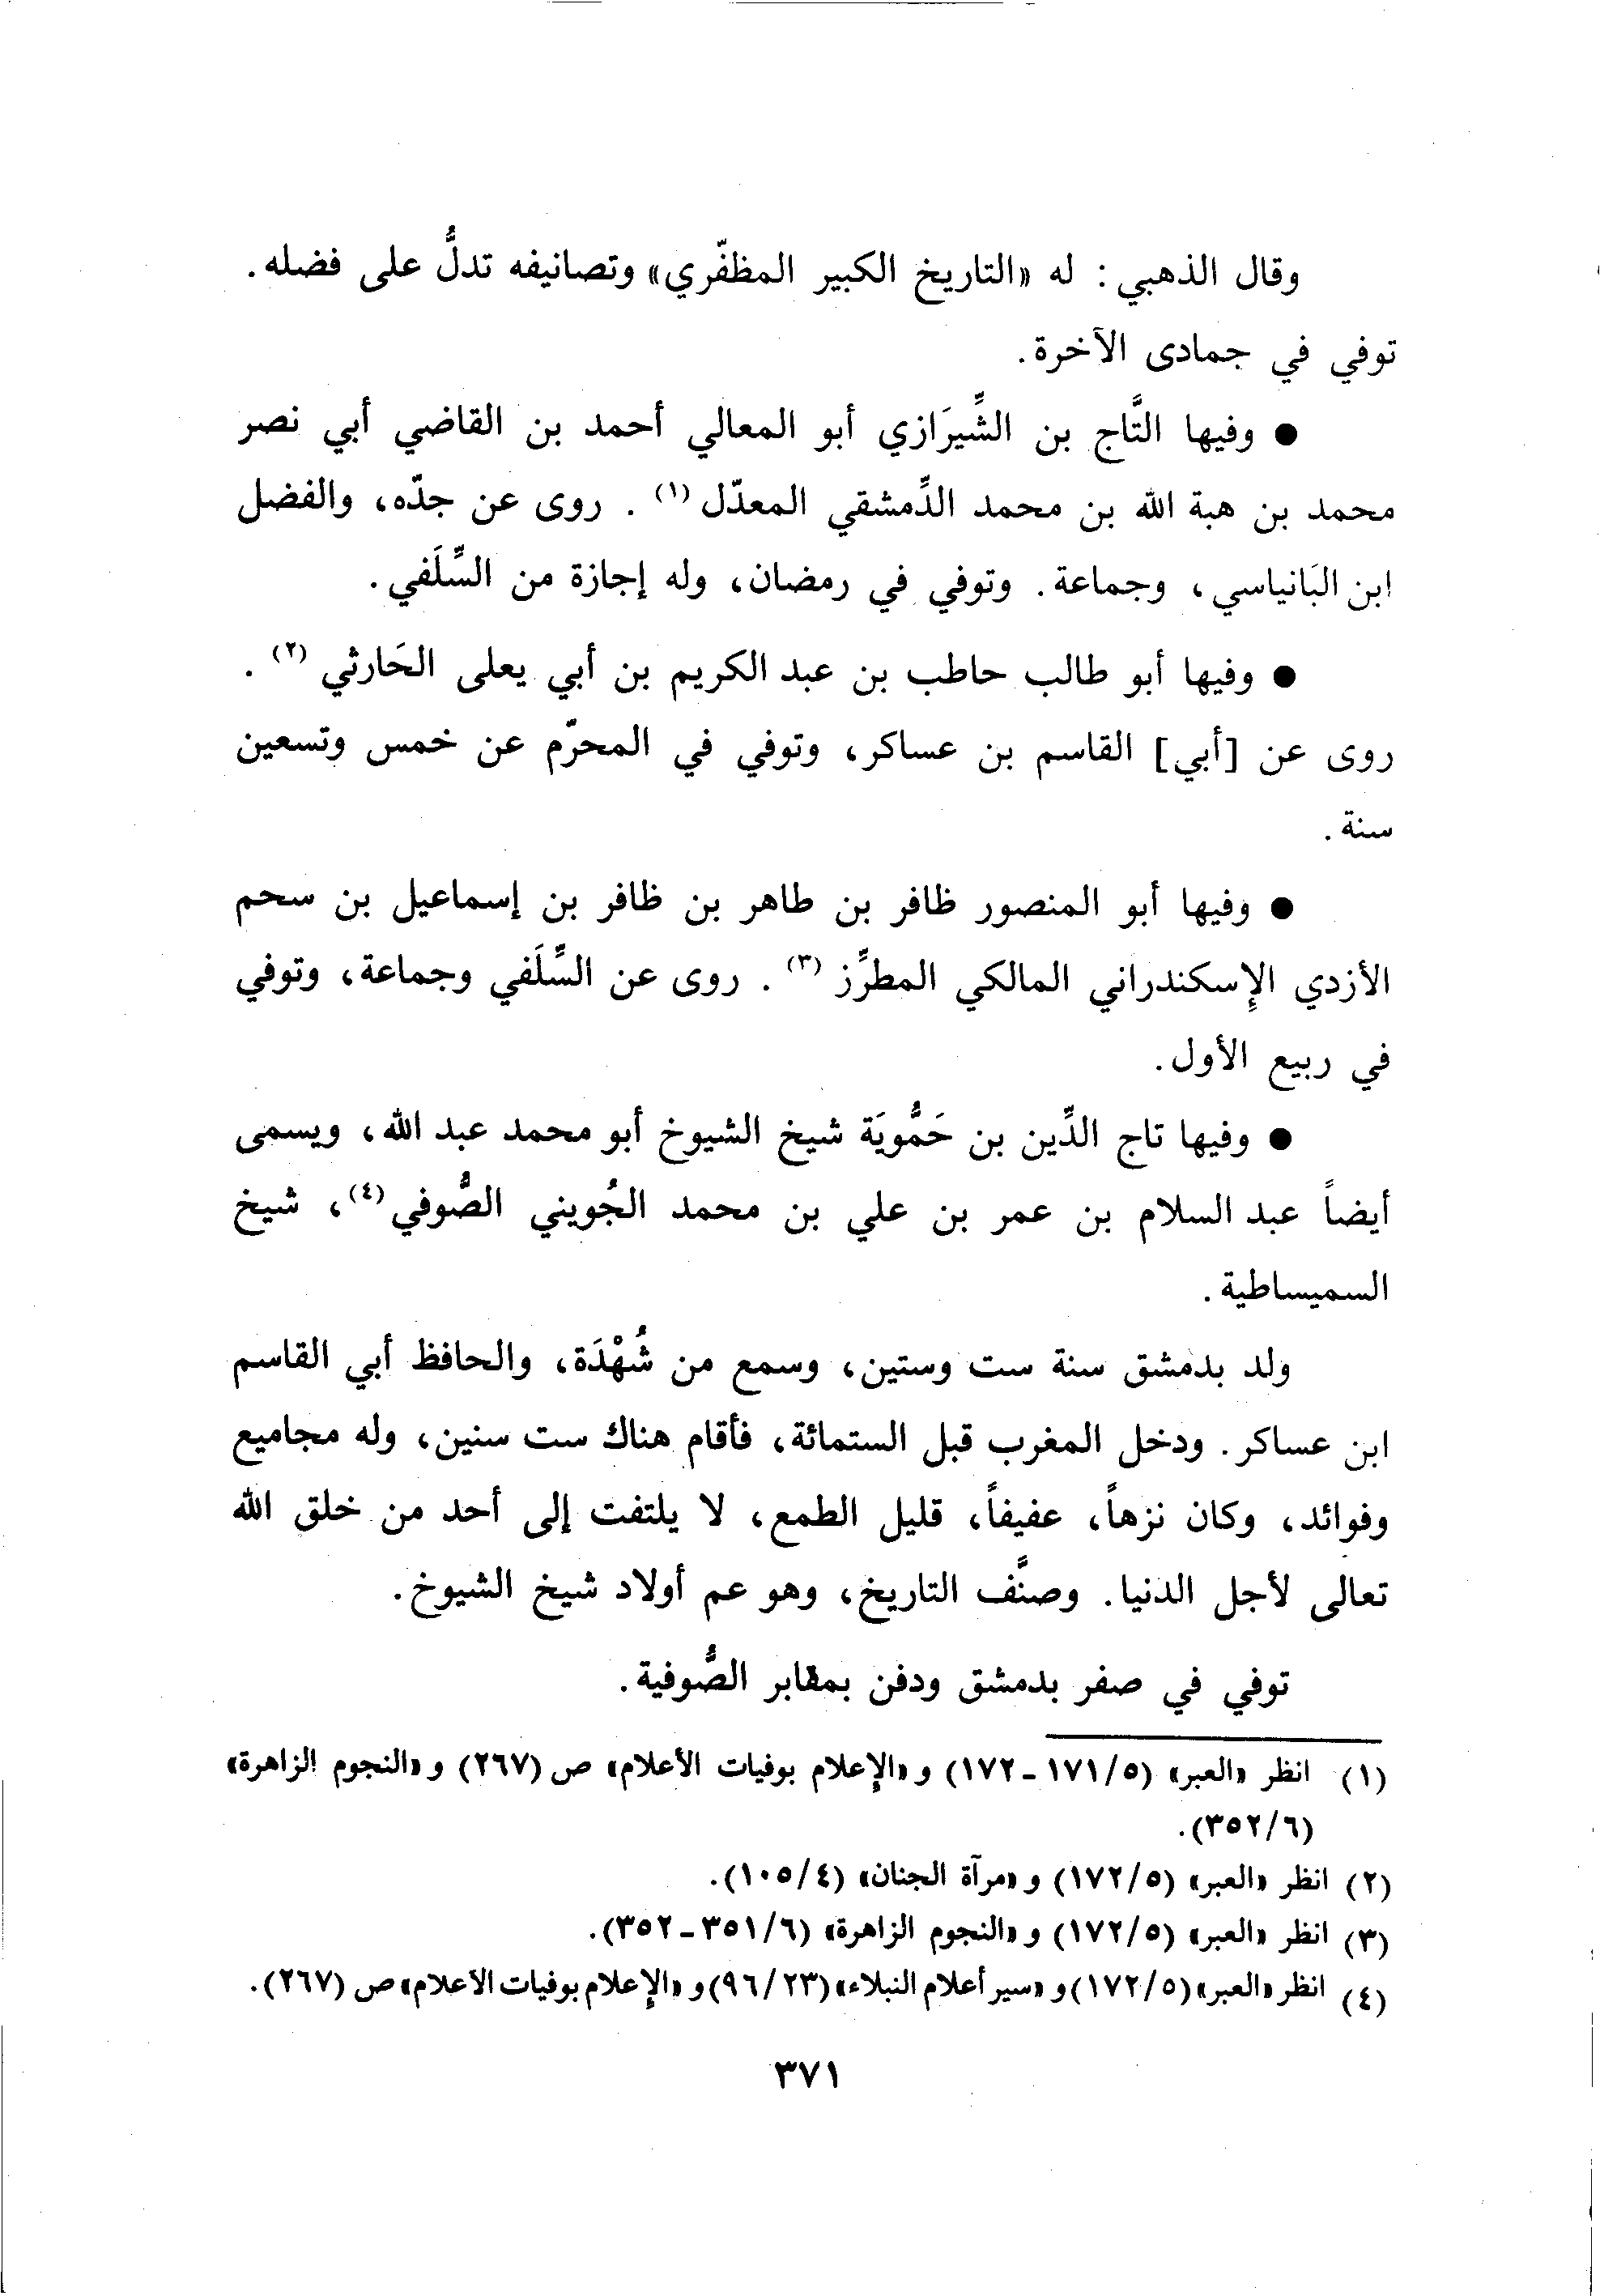 وقال الذهبي: له «التاريخ الكبير المظفّري» وتصانيفه تدلُّ على فضله.
توفي في جمادى الآخرة.
● وفيها التَّاج بن الشِّيرَازي أبو المعالي أحمد بن القاضي أبي نصر
محمد بن هبة الله بن محمد الدِّمشقي المعدّل (١) . روى عن جدّه، والفضل
ابن البَانياسي، وجماعة. وتوفي في رمضان، وله إجازة من السِّلَفي.
● وفيها أبو طالب حاطب بن عبد الكريم بن أبي يعلى الحَارثي (٢) .
روى عن [أبي] القاسم بن عساكر، وتوفي في المحرّم عن خمس وتسعين
سنة .
● وفيها أبو المنصور ظافر بن طاهر بن ظافر بن إسماعيل بن سحم
الأزدي الإِسكندراني المالكي المطرِّز (٣) . روى عن السِّلَفي وجماعة، وتوفي
في ربيع الأول.
● وفيها تاج الدِّين بن حَمُّويَة شيخ الشيوخ أبو محمد عبد الله، ويسمى
أيضاً عبد السلام بن عمر بن علي بن محمد الجُويني الصُّوفي (٤)، شيخ
السميساطية .
ولد بدمشق سنة ست وستين، وسمع من شُهْدَة، والحافظ أبي القاسم
ابن عساكر. ودخل المغرب قبل الستمائة، فأقام هناك ست سنين، وله مجاميع
وفوائد، وكان نزهاً، عفيفاً، قليل الطمع، لا يلتفت إلى أحد من خلق الله
تعالى لأجل الدنيا. وصنَّف التاريخ، وهو عم أولاد شيخ الشيوخ.
توفي في صفر بدمشق ودفن بمقابر الصُّوفية.
(١) انظر «العبر» (٥/ ١٧١ - ١٧٢) و«الإِعلام بوفيات الأعلام» ص (٢٦٧) و«النجوم الزاهرة»
(٦/ ٣٥٢).
(٢) انظر «العبر» (٥/ ١٧٢) و«مرآة الجنان» (٤/ ١٠٥).
(٣) انظر «العبر» (٥/ ١٧٢) و«النجوم الزاهرة» (٦/ ٣٥١ - ٣٥٢).
(٤) انظر «العبر» (٥/ ١٧٢) و«سير أعلام النبلاء» (٢٣/ ٩٦) و«الإِعلام بوفيات الأعلام» ص (٢٦٧).
٣٧١